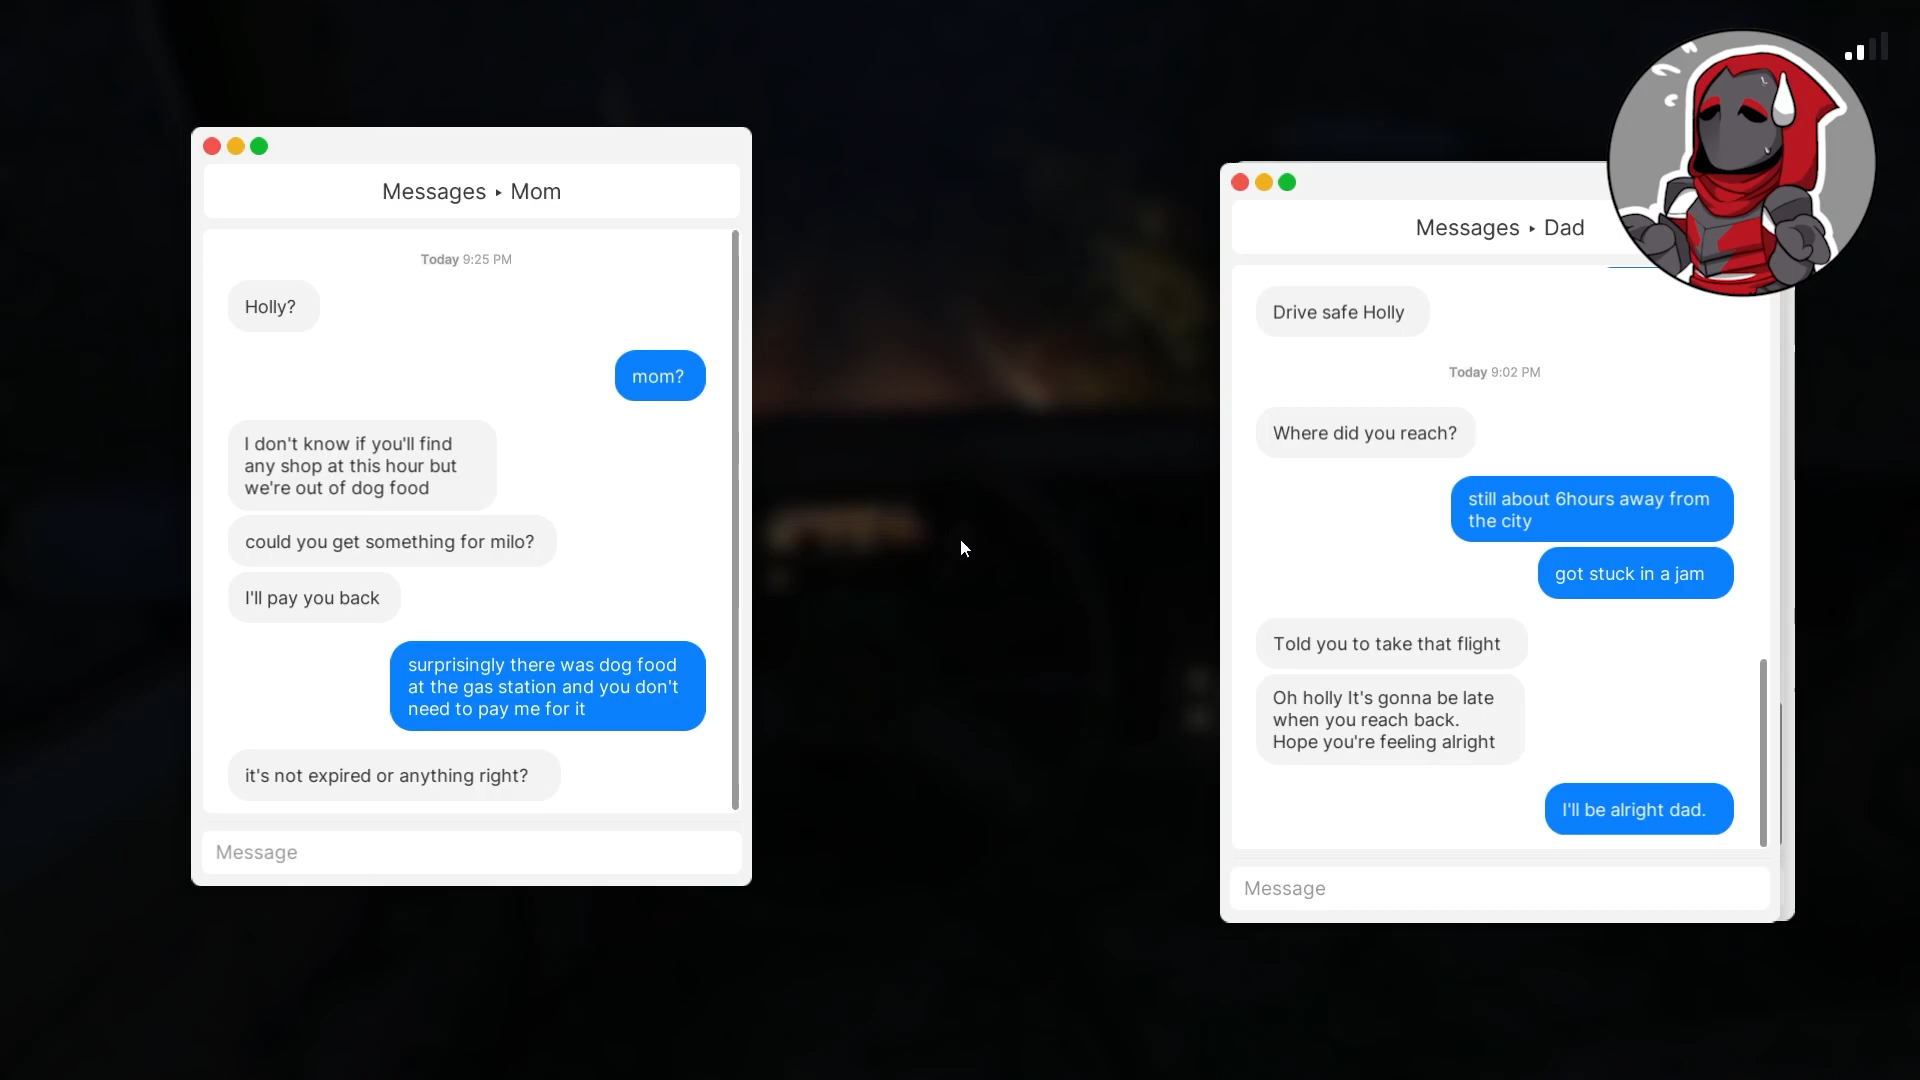 Messages ▸ Mom
Today 9:25 PM
Holly?
mom?
I don't know if you'll find
any shop at this hour but
we're out of dog food
could you get something for milo?
I'll pay you back
surprisingly there was dog food
at the gas station and you don't
need to pay me for it
it's not expired or anything right?
Message
Messages ▸ Dad
Drive safe Holly
Today 9:02 PM
Where did you reach?
still about 6hours away from
the city
got stuck in a jam
Told you to take that flight
Oh holly It's gonna be late
when you reach back.
Hope you're feeling alright
I'll be alright dad.
Message